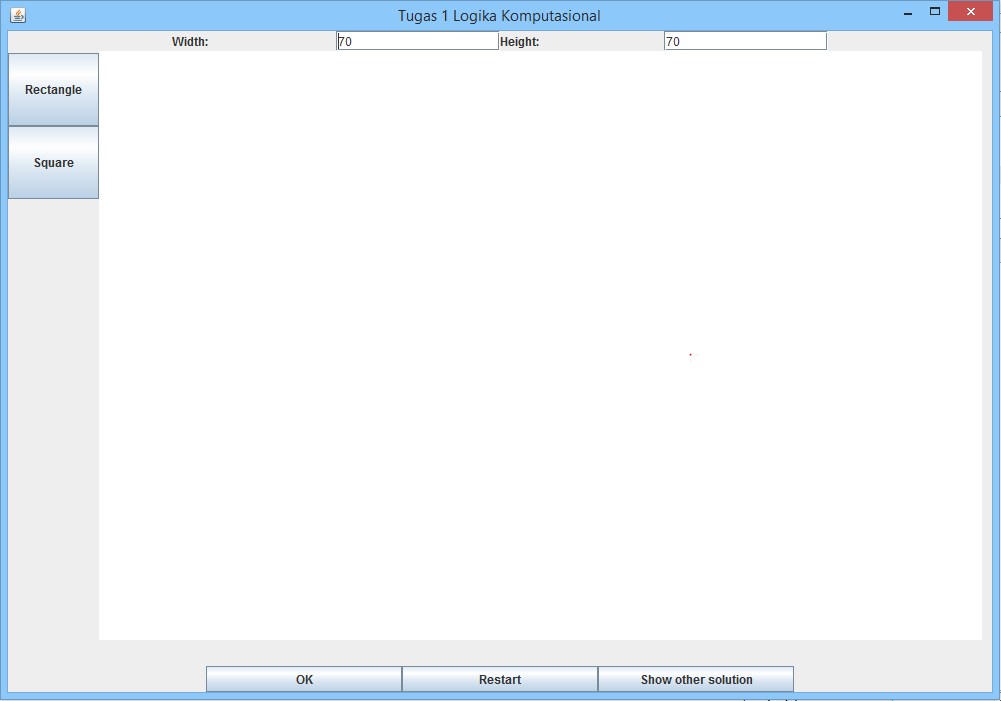 Tugas 1 Logika Komputasional
Width: 70 Height: 70
Rectangle
Square
OK Restart Show other solution